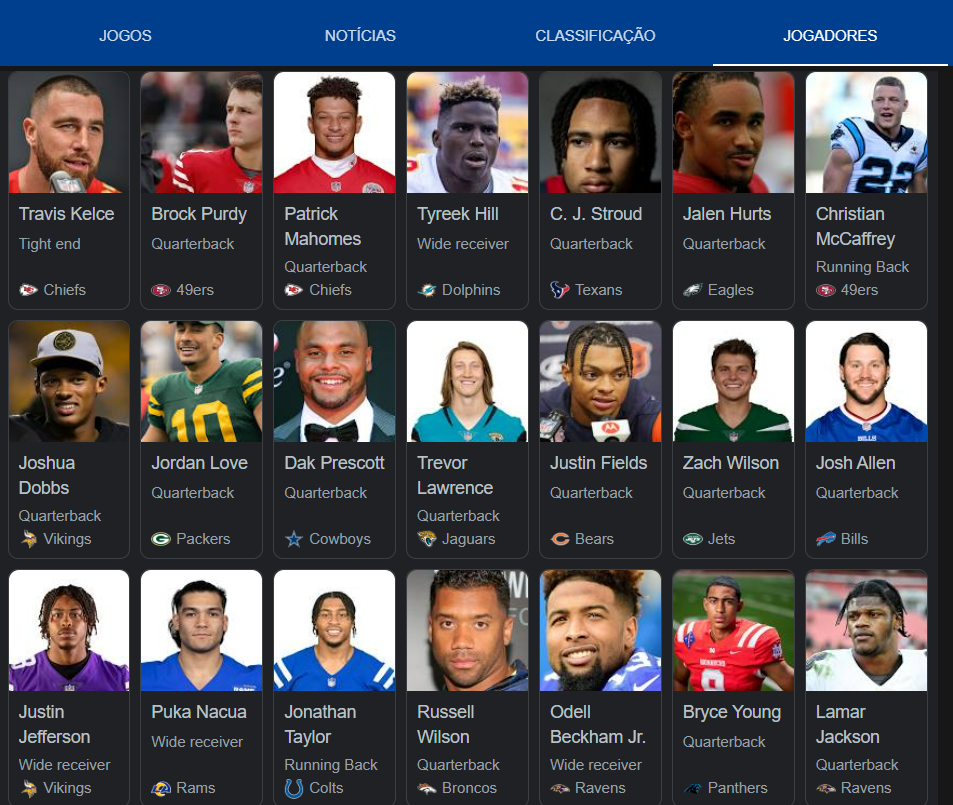 JOGOS NOTÍCIAS CLASSIFICAÇÃO JOGADORES
Travis Kelce
Tight end
Chiefs
Brock Purdy
Quarterback
49ers
Patrick
Mahomes
Quarterback
Chiefs
Tyreek Hill
Wide receiver
Dolphins
C. J. Stroud
Quarterback
Texans
Jalen Hurts
Quarterback
Eagles
22
Christian
McCaffrey
Running Back
49ers
Joshua
Dobbs
Quarterback
Vikings
10
Jordan Love
Quarterback
Packers
Dak Prescott
Quarterback
Cowboys
Trevor
Lawrence
Quarterback
Jaguars
Justin Fields
Quarterback
Bears
Zach Wilson
Quarterback
Jets
BILLS
Josh Allen
Quarterback
Bills
Justin
Jefferson
Wide receiver
Vikings
Puka Nacua
Wide receiver
Rams
Jonathan
Taylor
Running Back
Colts
Russell
Wilson
Quarterback
Broncos
Odell
Beckham Jr.
Wide receiver
Ravens
9
Bryce Young
Quarterback
Panthers
Lamar
Jackson
Quarterback
Ravens